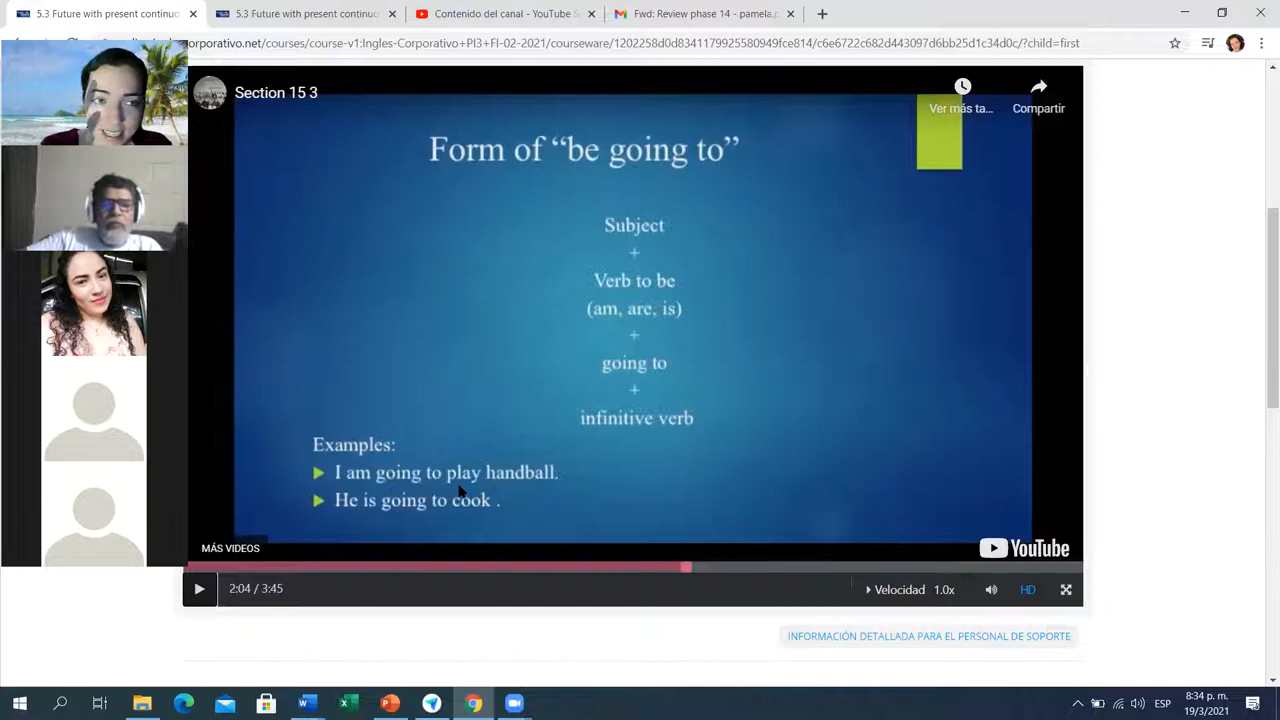 5.3 Future with present continuo
5.3 Future with present continuo
Contenido del canal - YouTube S
Fwd: Review phase 14 - pamela.p
orporativo.net/courses/course-v1:Ingles-Corporativo+PI3+FI-02-2021/courseware/1202258d0d8341179925580949fce814/c6e6722c682d443097d6bb25d1c34d0c/?child=first
Section 15 3
Ver más ta...
Compartir
Form of “be going to”
Subject
+
Verb to be
(am, are, is)
+
going to
+
infinitive verb
Examples:
I am going to play handball.
He is going to cook .
MÁS VIDEOS
YouTube
2:04 / 3:45
Velocidad 1.0x
HD
INFORMACIÓN DETALLADA PARA EL PERSONAL DE SOPORTE
ESP
8:34 p. m.
19/3/2021